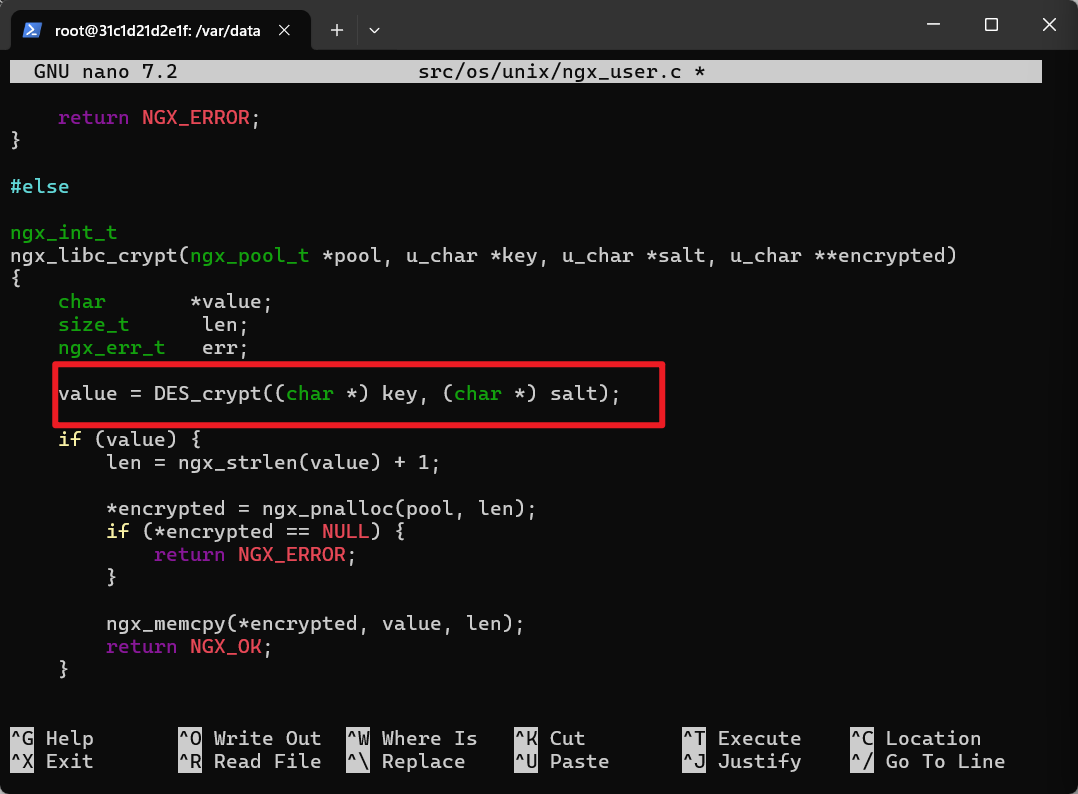 root@31c1d21d2e1f: /var/data
GNU nano 7.2 src/os/unix/ngx_user.c *
    return NGX_ERROR;
}
#else
ngx_int_t
ngx_libc_crypt(ngx_pool_t *pool, u_char *key, u_char *salt, u_char **encrypted)
{
    char       *value;
    size_t      len;
    ngx_err_t   err;
    value = DES_crypt((char *) key, (char *) salt);
    if (value) {
        len = ngx_strlen(value) + 1;
        *encrypted = ngx_pnalloc(pool, len);
        if (*encrypted == NULL) {
            return NGX_ERROR;
        }
        ngx_memcpy(*encrypted, value, len);
        return NGX_OK;
    }
^G Help ^O Write Out ^W Where Is ^K Cut ^T Execute ^C Location
^X Exit ^R Read File ^\ Replace ^U Paste ^J Justify ^/ Go To Line